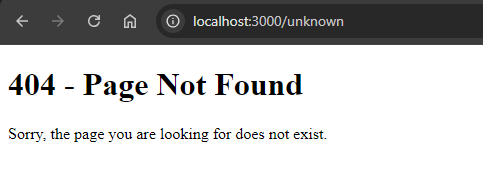 localhost:3000/unknown
404 - Page Not Found
Sorry, the page you are looking for does not exist.